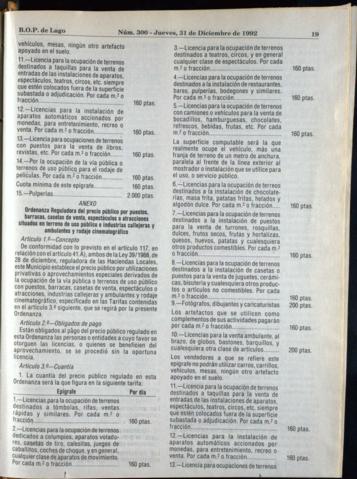 B.O.P. de Lugo
Núm. 300 - Jueves, 31 de Diciembre de 1992
19
vehículos, mesas, ningún otro artefacto
apoyado en el suelo.
11.—Licencia para la ocupación de terrenos
destinados a taquillas para la venta de
entradas de las instalaciones de aparatos,
espectáculos, teatros, circos, etc. siempre
que estén colocados fuera de la superficie
subastada o adjudicación. Por cada m.² o
fracción 160 ptas.
12.—Licencias para la instalación de
aparatos automáticos accionados por
monedas, para entretenimiento, recreo o
venta. Por cada m.² o fracción 160 ptas.
13.—Licencia para ocupaciones de terrenos
con puestos para la venta de libros,
revistas, etc. Por cada m.² o fracción
160 ptas.
14.—Por la ocupación de la vía pública o
terrenos de uso público para el rodaje de
películas. Por cada m.² o fracción 160 ptas.
Cuota mínima de este epígrafe 160 ptas.
15.—Pulperías 2.000 ptas.
ANEXO
Ordenanza Reguladora del precio público por puestos,
barracas, casetas de venta, espectáculos o atracciones
situados en terreno de uso público e industrias callejeras y
ambulantes y rodaje cinematográfico
Artículo 1.º—Concepto
De conformidad con lo previsto en el artículo 117, en
relación con el artículo 41.A), ambos de la Ley 39/1988, de
28 de diciembre, reguladora de las Haciendas Locales,
este Municipio establece el precio público por utilizaciones
privativas o aprovechamientos especiales derivados de
la ocupación de la vía pública o terrenos de uso público
con puestos, barracas, casetas de venta, espectáculos o
atracciones, industrias callejeras y ambulantes y rodaje
cinematográfico, especificado en las Tarifas contenidas
en el artículo 3.º siguiente, que se regirá por la presente
Ordenanza.
Artículo 2.º—Obligados de pago
Están obligados al pago del precio público regulado en
esta Ordenanza las personas o entidades a cuyo favor se
otorguen las licencias, o quienes se beneficien del
aprovechamiento, si se procedió sin la oportuna
licencia.
Artículo 3.º—Cuantía
1. La cuantía del precio público regulado en esta
Ordenanza será la que figura en la siguiente tarifa:
Epígrafe Por día
1.—Licencias para la ocupación de terrenos
destinados a tómbolas, rifas, ventas
rápidas y similares. Por cada m.² o
fracción 160 ptas.
2.—Licencias para la ocupación de terrenos
dedicados a columpios, aparatos volado-
res, casetas de tiro, calesitas, juegos de
caballitos, coches de choque, y en general,
cualquier clase de aparatos de movimiento.
Por cada m.² o fracción 160 ptas.
3.—Licencia para la ocupación de terrenos
destinados a teatros, circos, y en general
cualquier clase de espectáculos. Por cada
m.² o fracción 160 ptas.
4.—Licencias para la ocupación de terrenos
destinados a la instalación de restaurantes,
bares, pulperías, bodegones y similares.
Por cada m.² o fracción 160 ptas.
5.—Licencias para la ocupación de terrenos
con camiones o vehículos para la venta de
bocadillos, hamburguesas, chocolate,
refrescos, bebidas, frutas, etc. Por cada
m.² o fracción 160 ptas.
La superficie computable será la que
realmente ocupe el vehículo, más una
franja de terreno de un metro de anchura,
paralela al frente de la línea exterior al
mostrador o instalación que se utilice para
el uso, o servicio público.
6.—Licencias para la ocupación de terrenos
destinados a la instalación de chocolate-
rías, masa frita, patatas fritas, helados y
algodón dulce. Por cada m.² o fracción
160 ptas.
7.—Licencias para la ocupación de terrenos
destinados a la instalación de puestos
para la venta de turrones, rosquillas,
dulces, frutos secos, frutas y hortalizas,
quesos, huevos, patatas y cualesquiera
otros productos comestibles. Por cada m.²
o fracción 160 ptas.
8.—Licencias para la ocupación de terrenos
destinados a la instalación de casetas o
puestos para la venta de juguetes, cerámi-
cas, bisutería y cualesquiera otros produc-
tos o artículos no comestibles. Por cada
m.² o fracción 160 ptas.
9.—Fotógrafos, dibujantes y caricaturistas 200 ptas.
Los artefactos que se utilicen como
complementos de sus actividades pagarán
por cada m.² o fracción 160 ptas.
10.—Licencias para la venta ambulante, al
brazo, de globos, bastones, barquillos, y
cualesquiera otra clase de artículos
200 ptas.
Los vendedores a que se refiere este
epígrafe no podrán utilizar carros, carrillos,
vehículos, mesas, ningún otro artefacto
apoyado en el suelo.
11.—Licencia para la ocupación de terrenos
destinados a taquillas para la venta de
entradas de las instalaciones de aparatos,
espectáculos, teatros, circos, etc. siempre
que estén colocados fuera de la superficie
subastada o adjudicación. Por cada m.² o
fracción 160 ptas.
12.—Licencias para la instalación de
aparatos automáticos accionados por
monedas, para entretenimiento, recreo o
venta. Por cada m.² o fracción 160 ptas.
13.—Licencia para ocupaciones de terrenos